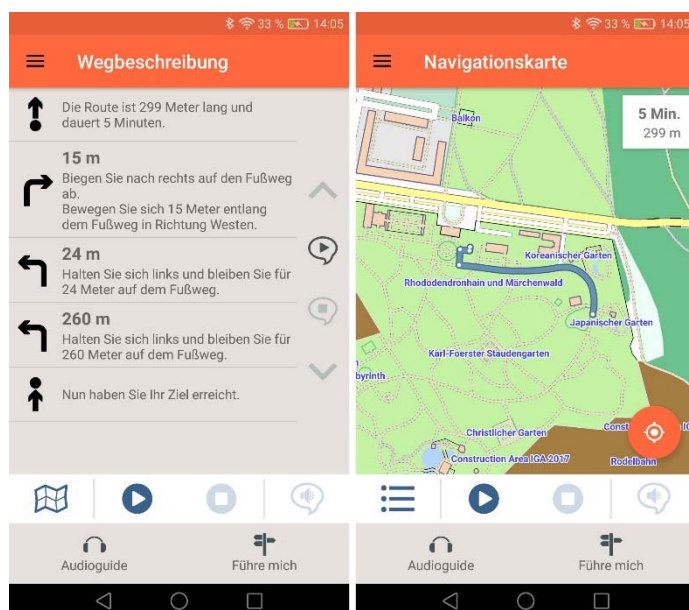 33 % 14:05
Wegbeschreibung
Die Route ist 299 Meter lang und
dauert 5 Minuten.
15 m
Biegen Sie nach rechts auf den Fußweg
ab.
Bewegen Sie sich 15 Meter entlang
dem Fußweg in Richtung Westen.
24 m
Halten Sie sich links und bleiben Sie für
24 Meter auf dem Fußweg.
260 m
Halten Sie sich links und bleiben Sie für
260 Meter auf dem Fußweg.
Nun haben Sie Ihr Ziel erreicht.
Audioguide
Führe mich
33 % 14:05
Navigationskarte
5 Min.
299 m
Balkon
Koreanischer Garten
Rhododendronhain und Märchenwald
Japanischer Garten
Karl-Foerster Staudengarten
byrinth
Christlicher Garten
Const
IG
Construction Area IGA 2017
Rodelbahn
Audioguide
Führe mich